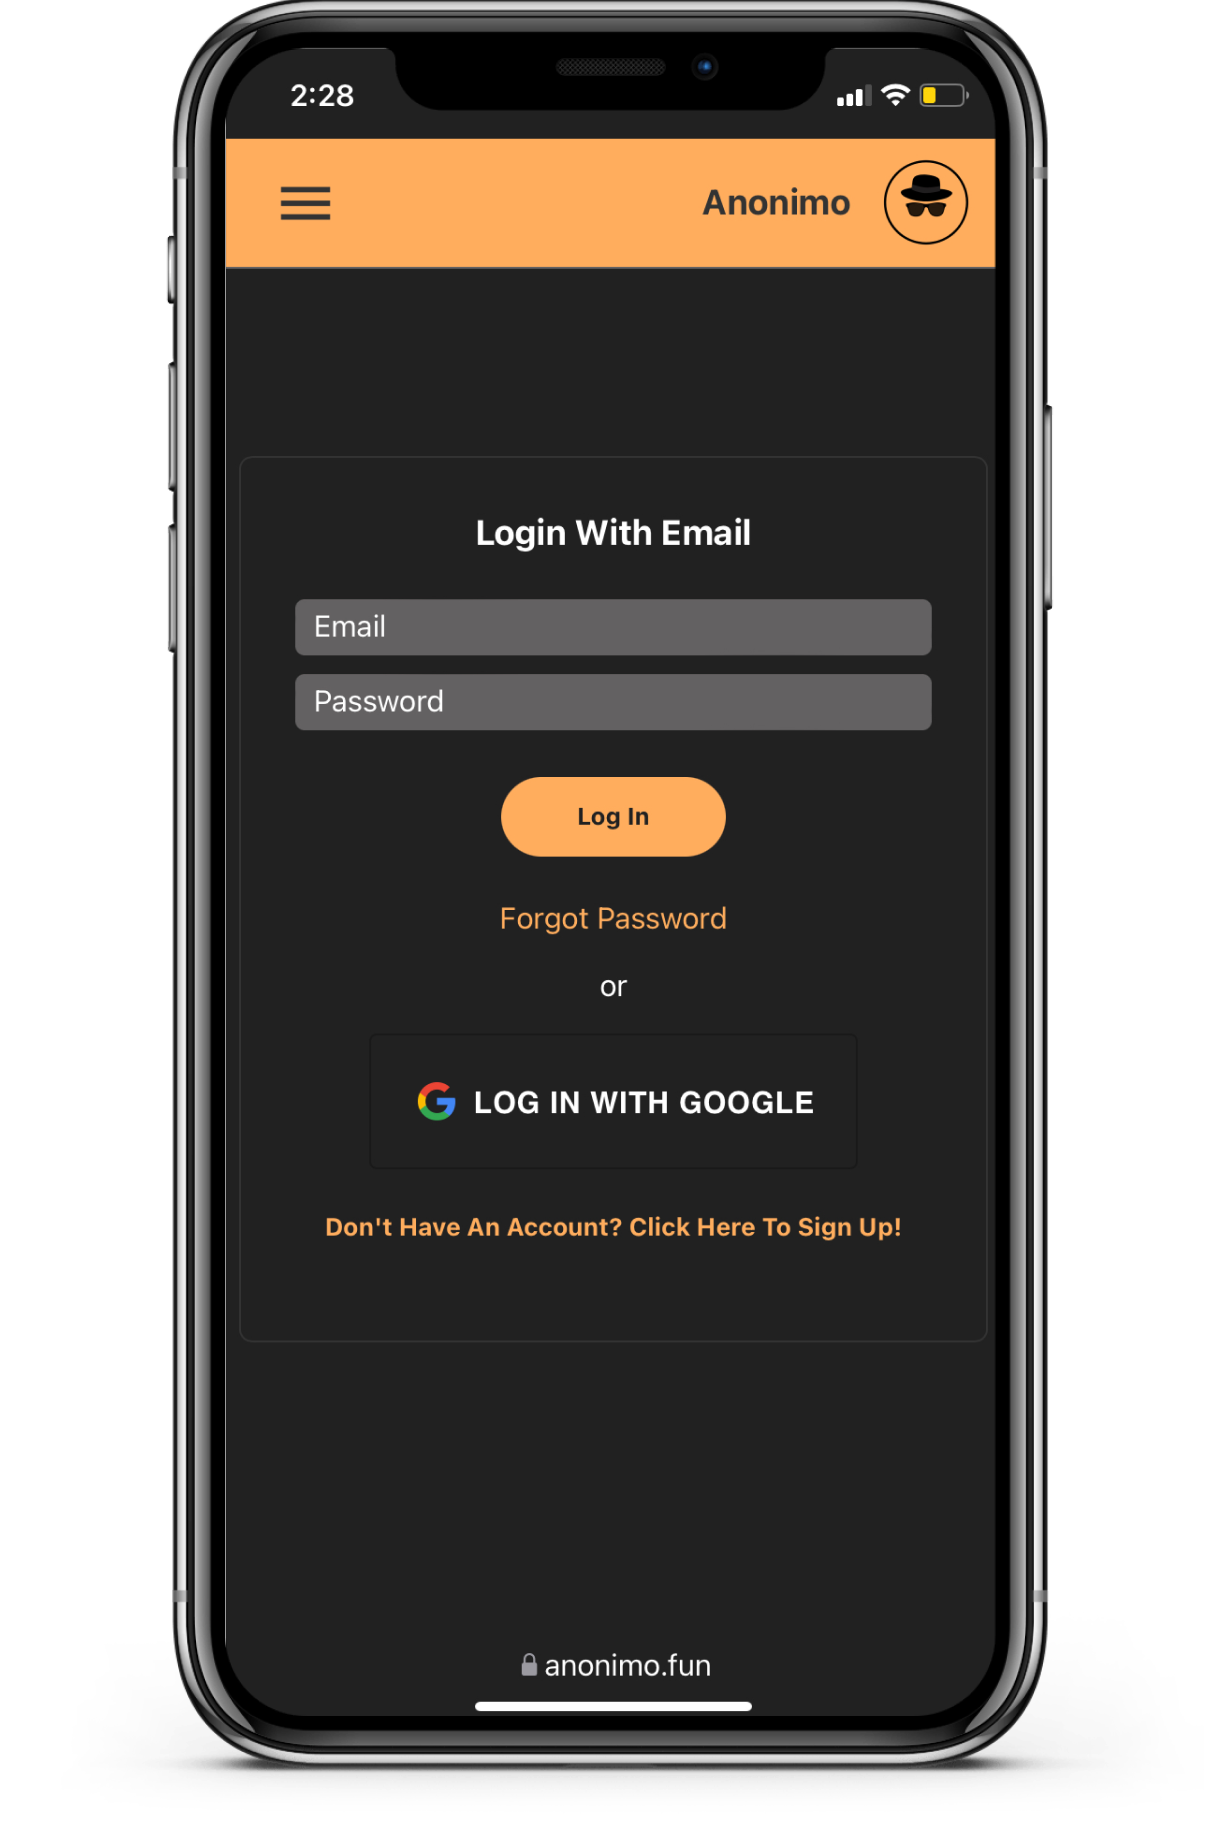 2:28
Anonimo
Login With Email
Email
Password
Log In
Forgot Password
or
LOG IN WITH GOOGLE
Don't Have An Account? Click Here To Sign Up!
anonimo.fun